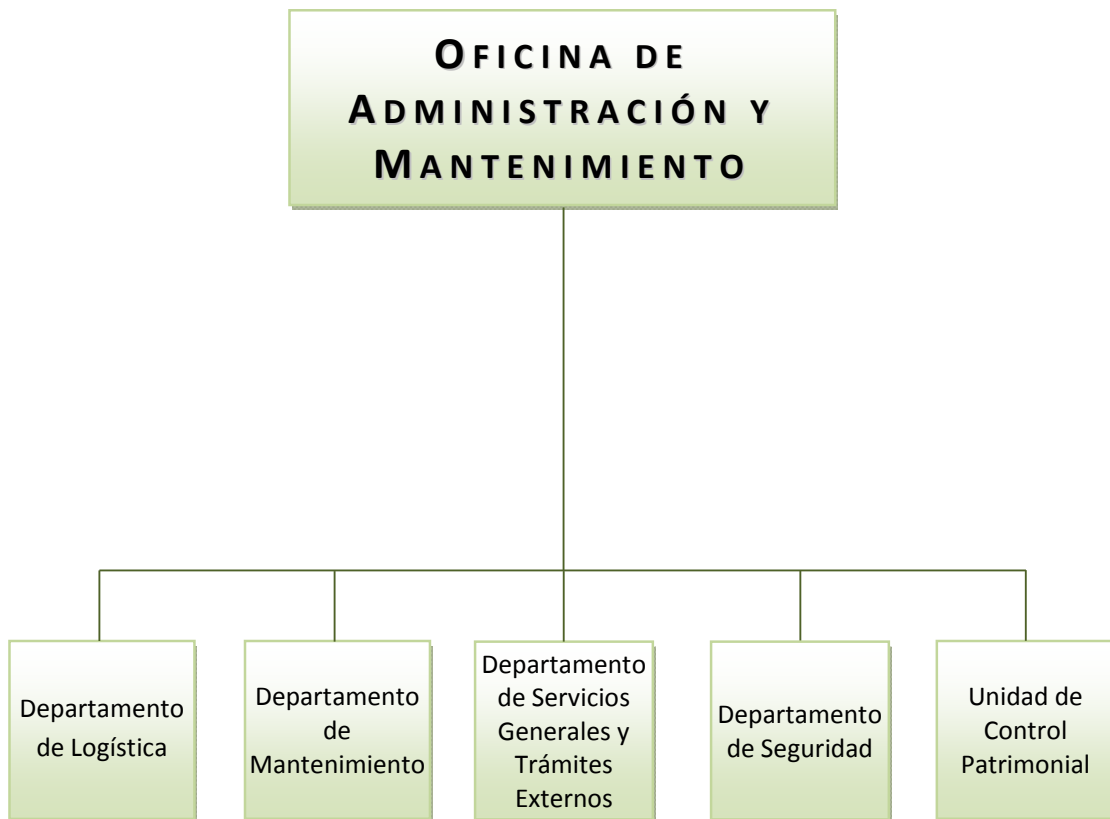 OFICINA DE
ADMINISTRACIÓN Y
MANTENIMIENTO
Departamento
de Logística
Departamento
de
Mantenimiento
Departamento
de Servicios
Generales y
Trámites
Externos
Departamento
de Seguridad
Unidad de
Control
Patrimonial